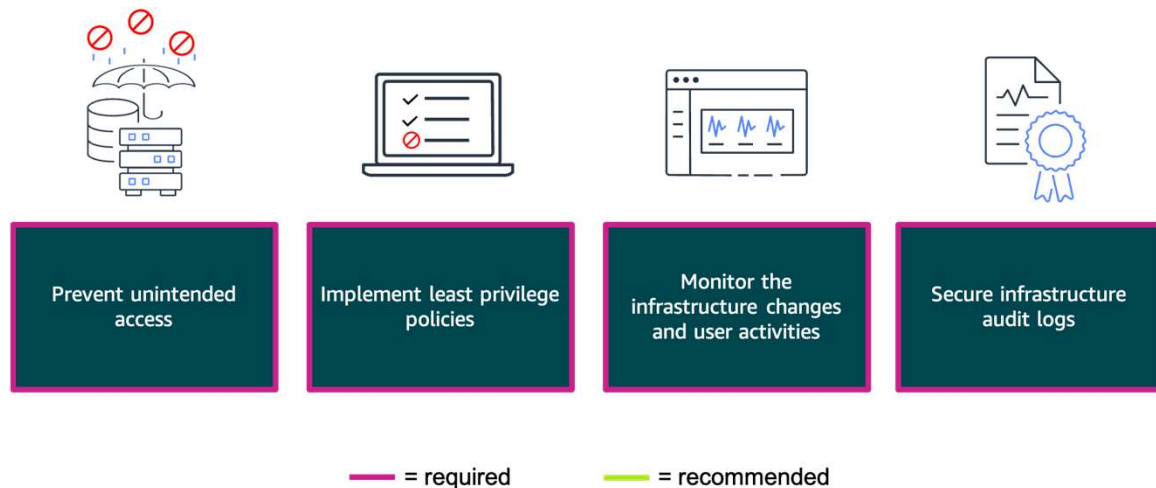 Prevent unintended
access
Implement least privilege
policies
Monitor the
infrastructure changes
and user activities
Secure infrastructure
audit logs
= required
= recommended